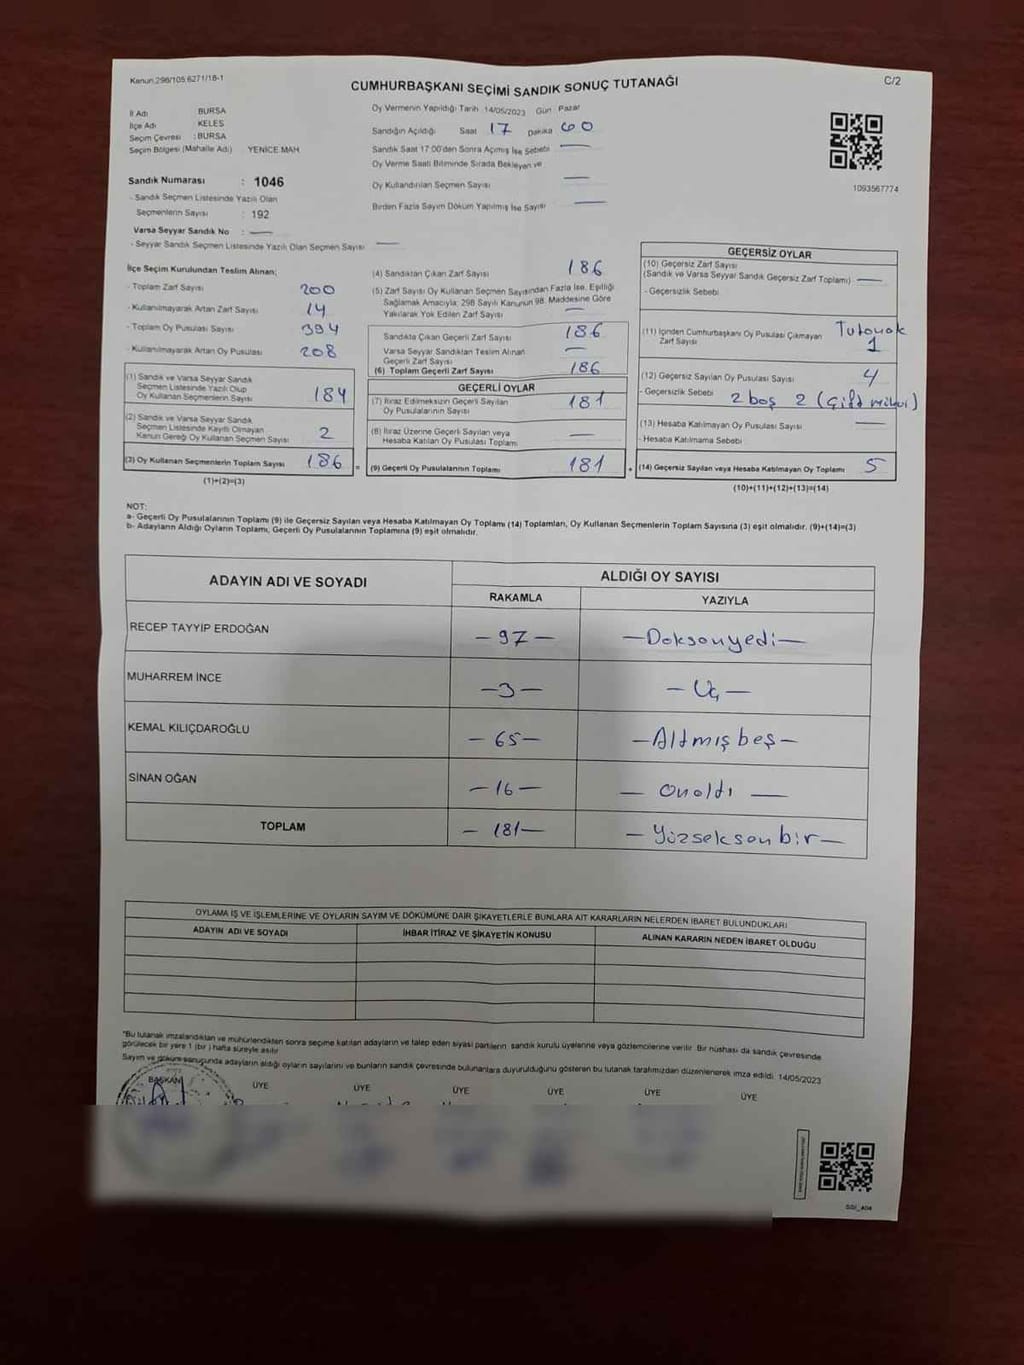 Kanun.298/105.6271/18-1
CUMHURBAŞKANI SEÇİMİ SANDIK SONUÇ TUTANAĞI
C/2
İl Adı BURSA
İlçe Adı KELES
Seçim Çevresi : BURSA
Seçim Bölgesi (Mahalle Adı) YENİCE MAH.
Oy Vermenin Yapıldığı Tarih 14/05/2023 Gün Pazar
Sandığın Açıldığı Saat 17 Dakika 00
Sandık Saat 17:00'den Sonra Açılmış İse Sebebi
Oy Verme Saati Bitiminde Sırada Bekleyen ve
Oy Kullandırılan Seçmen Sayısı
Birden Fazla Sayım Döküm Yapılmış İse Sayısı
1093567774
Sandık Numarası : 1046
- Sandık Seçmen Listesinde Yazılı Olan
Seçmenlerin Sayısı : 192
Varsa Seyyar Sandık No :
- Seyyar Sandık Seçmen Listesinde Yazılı Olan Seçmen Sayısı
İlçe Seçim Kurulundan Teslim Alınan;
- Toplam Zarf Sayısı 200
- Kullanılmayarak Artan Zarf Sayısı 14
- Toplam Oy Pusulası Sayısı 394
- Kullanılmayarak Artan Oy Pusulası 208
(1) Sandık ve Varsa Seyyar Sandık
Seçmen Listesinde Yazılı Olup
Oy Kullanan Seçmenlerin Sayısı 184
(2) Sandık ve Varsa Seyyar Sandık
Seçmen Listesinde Kayıtlı Olmayan
Kanun Gereği Oy Kullanan Seçmen Sayısı 2
(3) Oy Kullanan Seçmenlerin Toplam Sayısı 186
(1)+(2)=(3)
(4) Sandıktan Çıkan Zarf Sayısı 186
(5) Zarf Sayısı Oy Kullanan Seçmen Sayısından Fazla İse, Eşitliği
Sağlamak Amacıyla; 298 Sayılı Kanunun 98. Maddesine Göre
Yakılarak Yok Edilen Zarf Sayısı
Sandıkta Çıkan Geçerli Zarf Sayısı 186
Varsa Seyyar Sandıktan Teslim Alınan
Geçerli Zarf Sayısı
(6) Toplam Geçerli Zarf Sayısı 186
GEÇERLİ OYLAR
(7) İtiraz Edilmeksizin Geçerli Sayılan
Oy Pusulalarının Sayısı 181
(8) İtiraz Üzerine Geçerli Sayılan veya
Hesaba Katılan Oy Pusulası Toplamı
= (9) Geçerli Oy Pusulalarının Toplamı 181
GEÇERSİZ OYLAR
(10) Geçersiz Zarf Sayısı
(Sandık ve Varsa Seyyar Sandık Geçersiz Zarf Toplamı)
- Geçersizlik Sebebi
(11) İçinden Cumhurbaşkanı Oy Pusulası Çıkmayan
Zarf Sayısı Tutanak 1
(12) Geçersiz Sayılan Oy Pusulası Sayısı 4
- Geçersizlik Sebebi 2 boş 2 (Çift mühür)
(13) Hesaba Katılmayan Oy Pusulası Sayısı
- Hesaba Katılmama Sebebi
+ (14) Geçersiz Sayılan veya Hesaba Katılmayan Oy Toplamı 5
(10)+(11)+(12)+(13)=(14)
NOT:
a- Geçerli Oy Pusulalarının Toplamı (9) ile Geçersiz Sayılan veya Hesaba Katılmayan Oy Toplamı (14) Toplamları, Oy Kullanan Seçmenlerin Toplam Sayısına (3) eşit olmalıdır. (9)+(14)=(3)
b- Adayların Aldığı Oyların Toplamı, Geçerli Oy Pusulalarının Toplamına (9) eşit olmalıdır.
ADAYIN ADI VE SOYADI
ALDIĞI OY SAYISI
RAKAMLA YAZIYLA
RECEP TAYYİP ERDOĞAN - 97 - - Doksanyedi -
MUHARREM İNCE - 3 - - Üç -
KEMAL KILIÇDAROĞLU - 65 - - Altmışbeş -
SİNAN OĞAN - 16 - - Onaltı -
TOPLAM - 181 - - Yüzseksenbir -
OYLAMA İŞ VE İŞLEMLERİNE VE OYLARIN SAYIM VE DÖKÜMÜNE DAİR ŞİKAYETLERLE BUNLARA AİT KARARLARIN NELERDEN İBARET BULUNDUKLARI
ADAYIN ADI VE SOYADI İHBAR İTİRAZ VE ŞİKAYETİN KONUSU ALINAN KARARIN NEDEN İBARET OLDUĞU
*Bu tutanak imzalandıktan ve mühürlendikten sonra seçime katılan adayların ve talep eden siyasi partilerin sandık kurulu üyelerine veya gözlemcilerine verilir. Bir nüshası da sandık çevresinde
görülecek bir yere 1 (bir) hafta süreyle asılır.
Sayım ve döküm sonucunda adayların aldığı oyların sayılarını ve bunların sandık çevresinde bulunanlara duyurulduğunu gösteren bu tutanak tarafımızdan düzenlenerek imza edildi. 14/05/2023
BAŞKAN ÜYE ÜYE ÜYE ÜYE ÜYE ÜYE